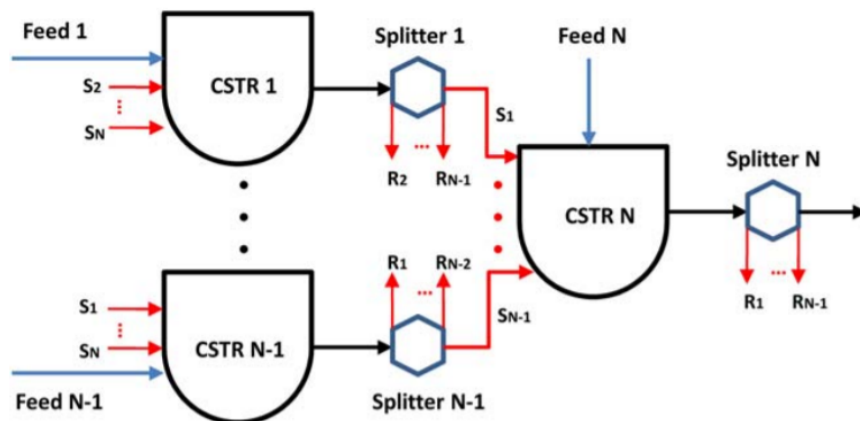 Feed 1
S2
...
SN
CSTR 1
Splitter 1
R2 ... RN-1
S1
Feed N
CSTR N
Splitter N
R1 ... RN-1
S1
...
SN
Feed N-1
CSTR N-1
R1 ... RN-2
Splitter N-1
SN-1